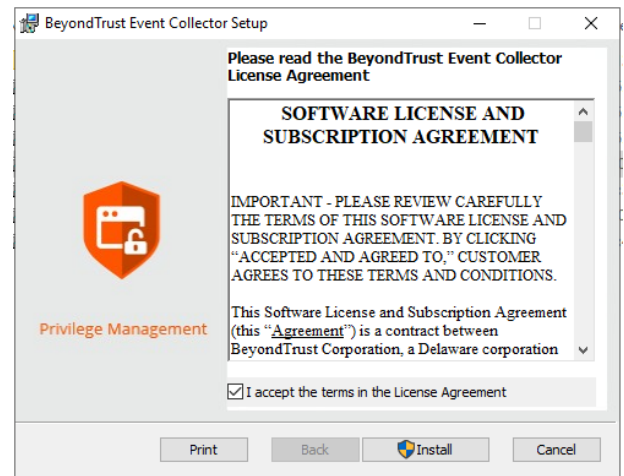 BeyondTrust Event Collector Setup
Please read the BeyondTrust Event Collector
License Agreement
SOFTWARE LICENSE AND
SUBSCRIPTION AGREEMENT
IMPORTANT - PLEASE REVIEW CAREFULLY
THE TERMS OF THIS SOFTWARE LICENSE AND
SUBSCRIPTION AGREEMENT. BY CLICKING
“ACCEPTED AND AGREED TO,” CUSTOMER
AGREES TO THESE TERMS AND CONDITIONS.
This Software License and Subscription Agreement
(this “Agreement”) is a contract between
BeyondTrust Corporation, a Delaware corporation
Privilege Management
I accept the terms in the License Agreement
Print
Back
Install
Cancel